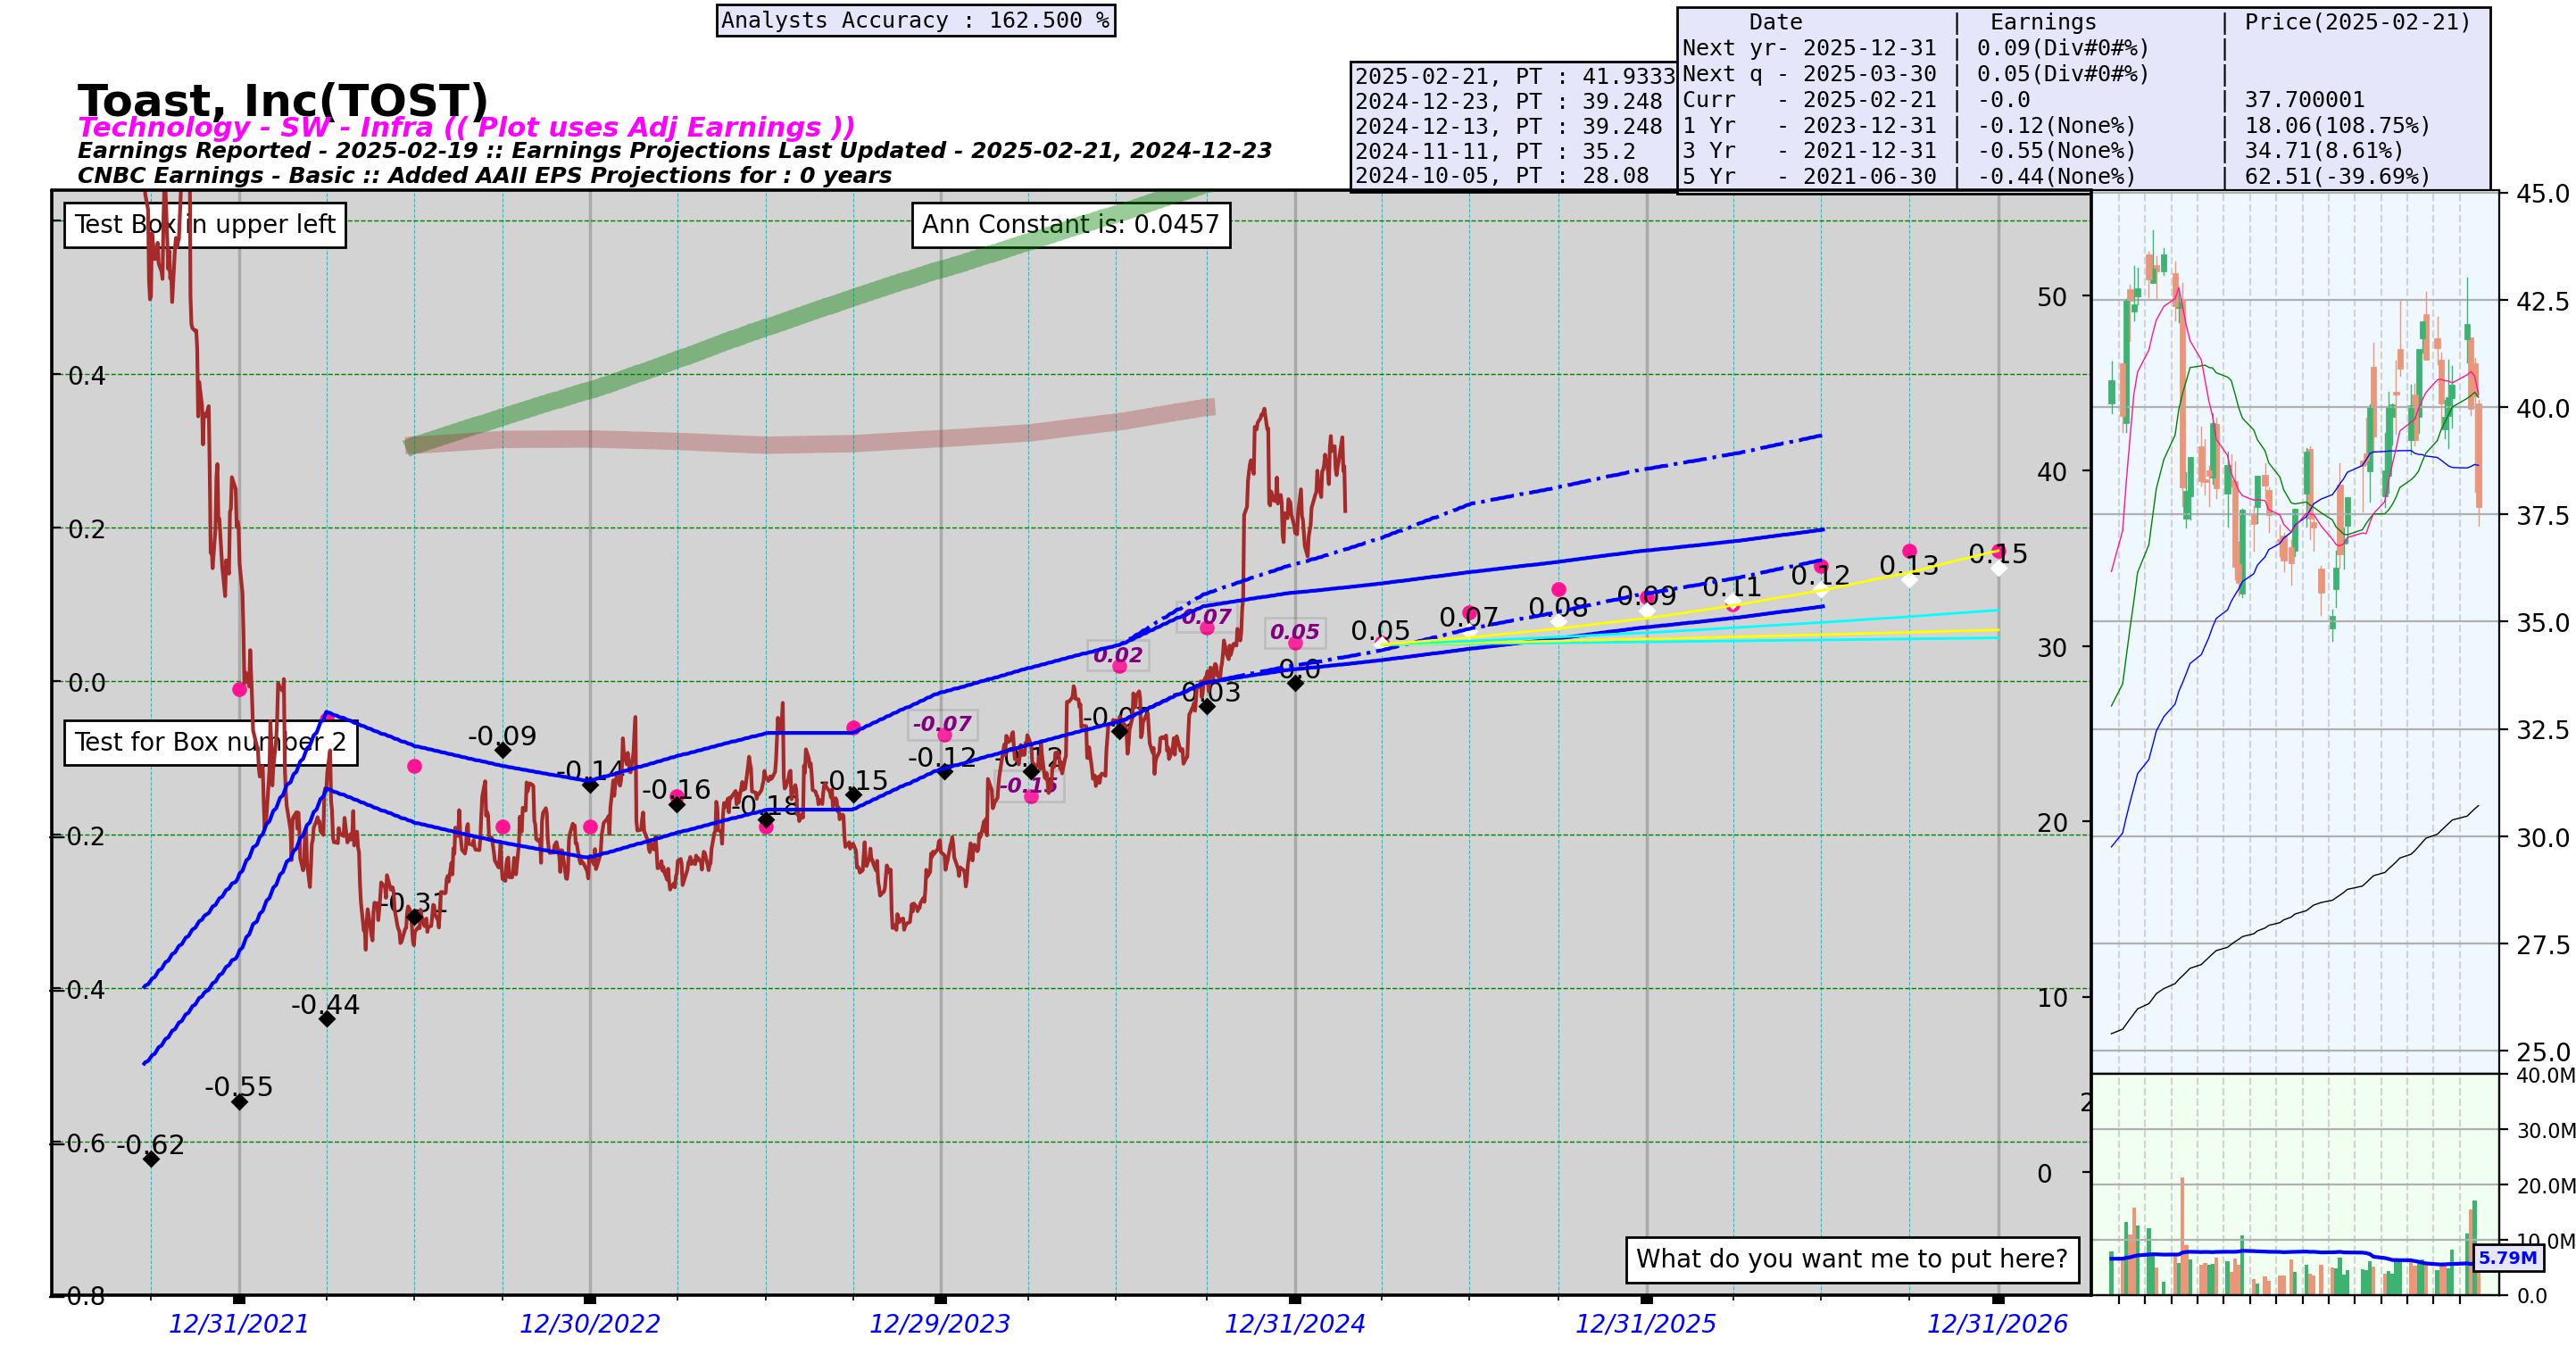 Analysts Accuracy : 162.500 %
Date | Earnings | Price(2025-02-21)
Next yr- 2025-12-31 | 0.09(Div#0#%) |
Next q - 2025-03-30 | 0.05(Div#0#%) |
Curr - 2025-02-21 | -0.0 | 37.700001
1 Yr - 2023-12-31 | -0.12(None%) | 18.06(108.75%)
3 Yr - 2021-12-31 | -0.55(None%) | 34.71(8.61%)
5 Yr - 2021-06-30 | -0.44(None%) | 62.51(-39.69%)
2025-02-21, PT : 41.9333
2024-12-23, PT : 39.248
2024-12-13, PT : 39.248
2024-11-11, PT : 35.2
2024-10-05, PT : 28.08
Toast, Inc(TOST)
Technology - SW - Infra (( Plot uses Adj Earnings ))
Earnings Reported - 2025-02-19 :: Earnings Projections Last Updated - 2025-02-21, 2024-12-23
CNBC Earnings - Basic :: Added AAII EPS Projections for : 0 years
Test Box in upper left
Ann Constant is: 0.0457
Test for Box number 2
What do you want me to put here?
0.4
0.2
0.0
-0.2
-0.4
-0.6
-0.8
-0.62
-0.55
-0.44
-0.31
-0.09
-0.14
-0.16
-0.18
-0.15
-0.07
-0.12
-0.12
-0.15
0.02
0.07
-0.03
0.05
0.0
0.05
0.07
0.08
0.09
0.11
0.12
0.13
0.15
50
40
30
20
10
0
2
45.0
42.5
40.0
37.5
35.0
32.5
30.0
27.5
25.0
40.0M
30.0M
20.0M
10.0M
5.79M
0.0
12/31/2021
12/30/2022
12/29/2023
12/31/2024
12/31/2025
12/31/2026